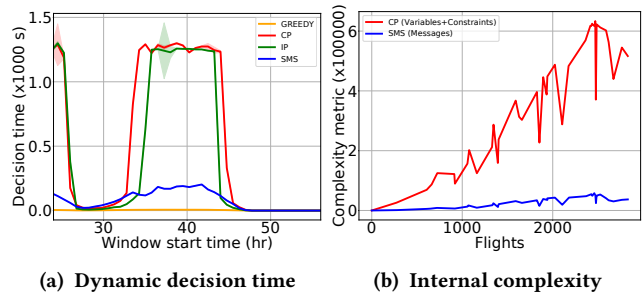 GREEDY
CP
IP
SMS
Decision time (x1000 s)
1.5
1.0
0.5
0.0
30
40
50
Window start time (hr)
(a) Dynamic decision time
CP (Variables+Constraints)
SMS (Messages)
Complexity metric (x100000)
6
4
2
0
0
1000
2000
Flights
(b) Internal complexity